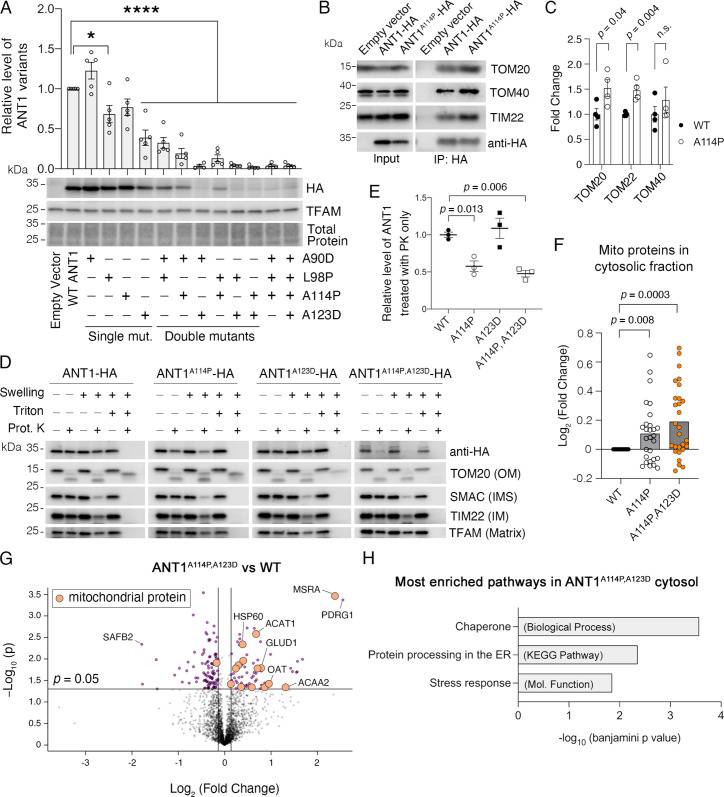 A
****
*
Relative level of
ANT1 variants
2.0
1.5
1.0
0.5
0.0
kDa
35
25
35
25
HA
TFAM
Total
Protein
Empty Vector
WT ANT1
+ + + + + A90D
+ + + + + L98P
+ + + + + A114P
+ + + + + A123D
Single mut.
Double mutants
B
Empty vector
ANT1-HA
ANT1A114P-HA
Empty vector
ANT1-HA
ANT1A114P-HA
kDa
15
40
25
35
TOM20
TOM40
TIM22
anti-HA
Input
IP: HA
C
p = 0.04
p = 0.004
n.s.
Fold Change
2.5
2.0
1.5
1.0
0.5
0.0
TOM20
TOM22
TOM40
WT
A114P
E
p = 0.006
p = 0.013
Relative level of ANT1
treated with PK only
1.5
1.0
0.5
0.0
WT
A114P
A123D
A114P, A123D
F
Mito proteins in
cytosolic fraction
p = 0.0003
p = 0.008
Log2 (Fold Change)
0.8
0.6
0.4
0.2
0
-0.2
WT
A114P
A114P,A123D
D
ANT1-HA
ANT1A114P-HA
ANT1A123D-HA
ANT1A114P,A123D-HA
Swelling – – + + + + – – + + + + – – + + + + – – + + + +
Triton – – – – + + – – – – + + – – – – + + – – – – + +
Prot. K – + – + – + – + – + – + – + – + – + – + – + – +
kDa
35
15
25
25
anti-HA
TOM20 (OM)
SMAC (IMS)
TIM22 (IM)
TFAM (Matrix)
G
ANT1A114P,A123D vs WT
mitochondrial protein
MSRA
PDRG1
HSP60
ACAT1
SAFB2
GLUD1
OAT
ACAA2
p = 0.05
–Log10 (p)
3.5
3.0
2.5
2.0
1.5
1.0
0.5
0
-3
-2
-1
0
1
2
Log2 (Fold Change)
H
Most enriched pathways in ANT1A114P,A123D cytosol
Chaperone
(Biological Process)
Protein processing in the ER
(KEGG Pathway)
Stress response
(Mol. Function)
0
1
2
3
4
-log10 (banjamini p value)